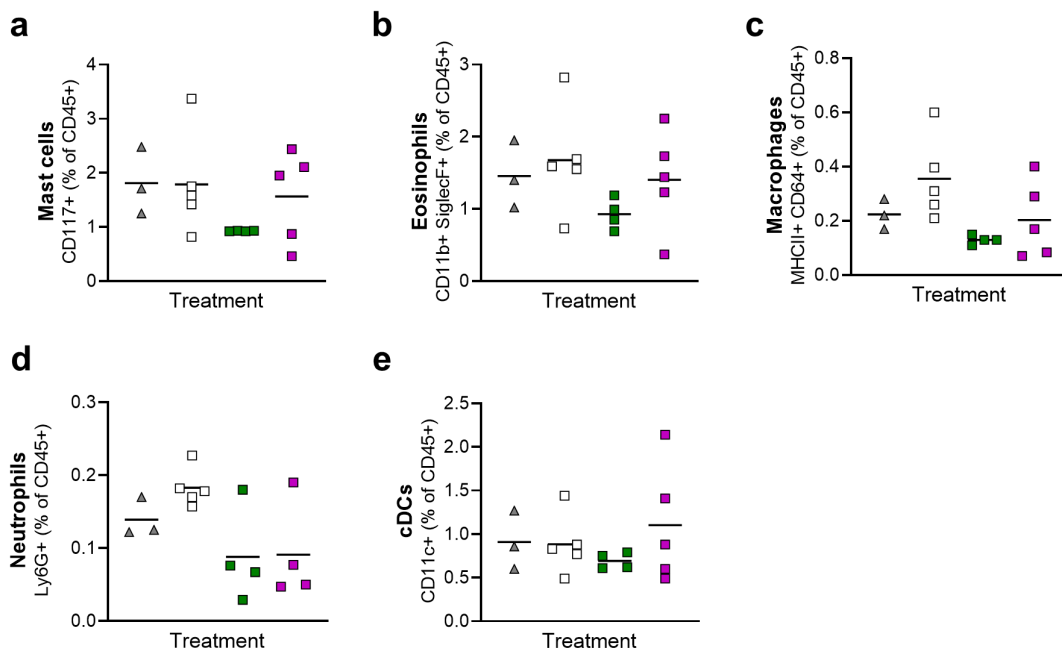 a
Mast cells
CD117+ (% of CD45+)
4
3
2
1
0
Treatment
b
Eosinophils
CD11b+ SiglecF+ (% of CD45+)
3
2
1
0
Treatment
c
Macrophages
MHCII+ CD64+ (% of CD45+)
0.8
0.6
0.4
0.2
0.0
Treatment
d
Neutrophils
Ly6G+ (% of CD45+)
0.3
0.2
0.1
0.0
Treatment
e
cDCs
CD11c+ (% of CD45+)
2.5
2.0
1.5
1.0
0.5
0.0
Treatment